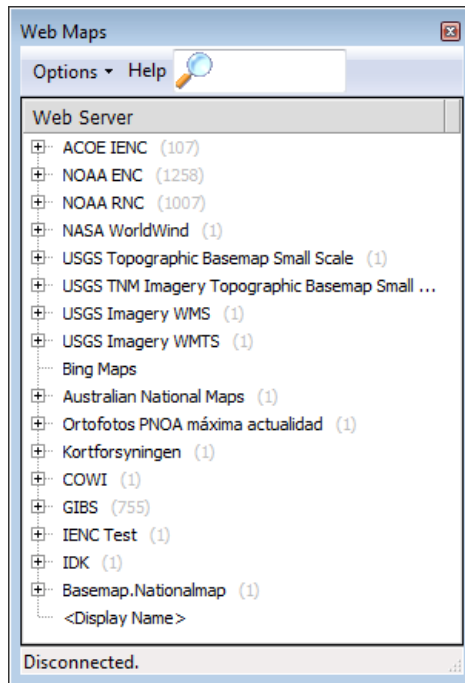 Web Maps
Options Help
Web Server
ACOE IENC (107)
NOAA ENC (1258)
NOAA RNC (1007)
NASA WorldWind (1)
USGS Topographic Basemap Small Scale (1)
USGS TNM Imagery Topographic Basemap Small ...
USGS Imagery WMS (1)
USGS Imagery WMTS (1)
Bing Maps
Australian National Maps (1)
Ortofotos PNOA máxima actualidad (1)
Kortforsyningen (1)
COWI (1)
GIBS (755)
IENC Test (1)
IDK (1)
Basemap.Nationalmap (1)
<Display Name>
Disconnected.